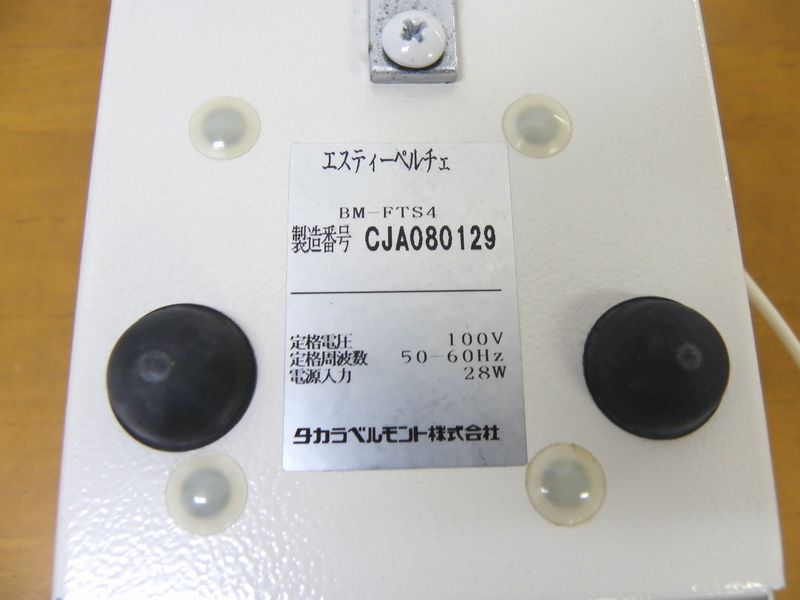 エスティーペルチェ
BM-FTS4
製造番号 CJA080129
定格電圧 100V
定格周波数 50-60Hz
電源入力 28W
タカラベルモント株式会社